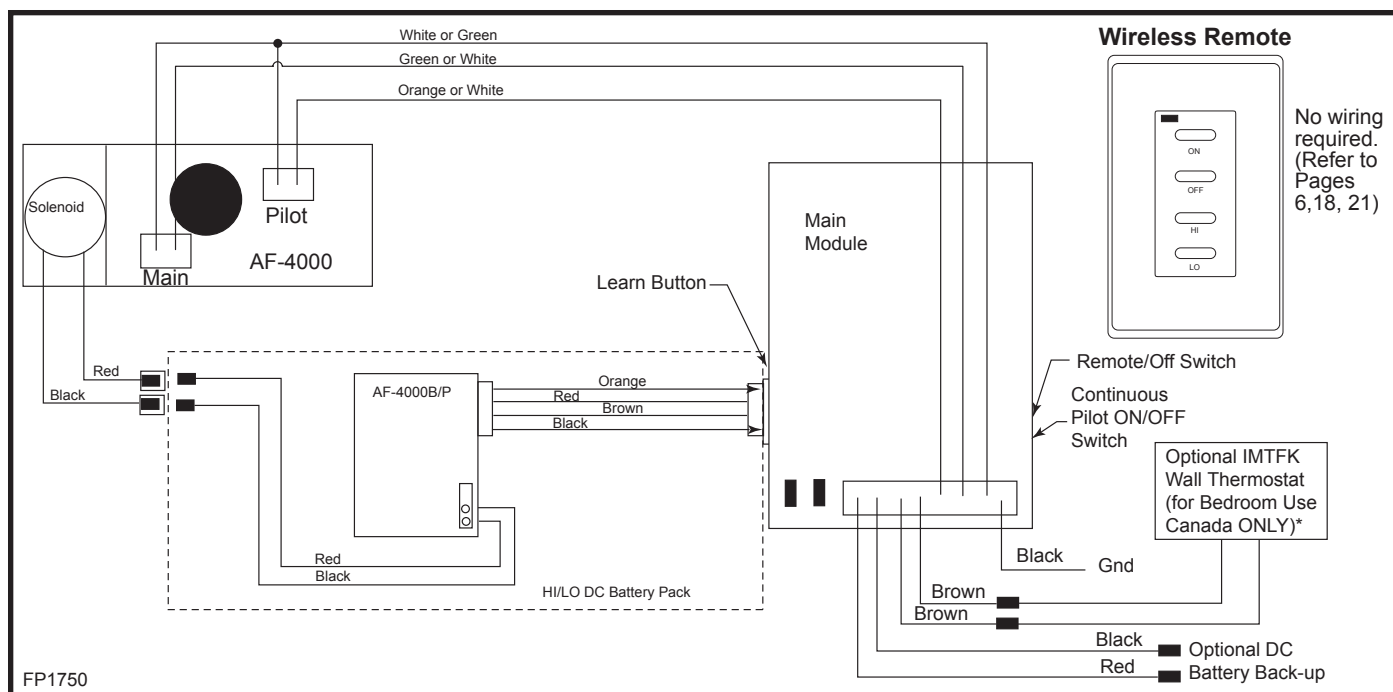 White or Green
Green or White
Orange or White
Wireless Remote
ON
OFF
HI
LO
No wiring
required.
(Refer to
Pages
6,18, 21)
Solenoid
Pilot
Main
AF-4000
Main
Module
Learn Button
Remote/Off Switch
Continuous
Pilot ON/OFF
Switch
Red
Black
AF-4000B/P
Orange
Red
Brown
Black
Red
Black
HI/LO DC Battery Pack
Optional IMTFK
Wall Thermostat
(for Bedroom Use
Canada ONLY)*
Black
Gnd
Brown
Brown
Black
Optional DC
Red
Battery Back-up
FP1750